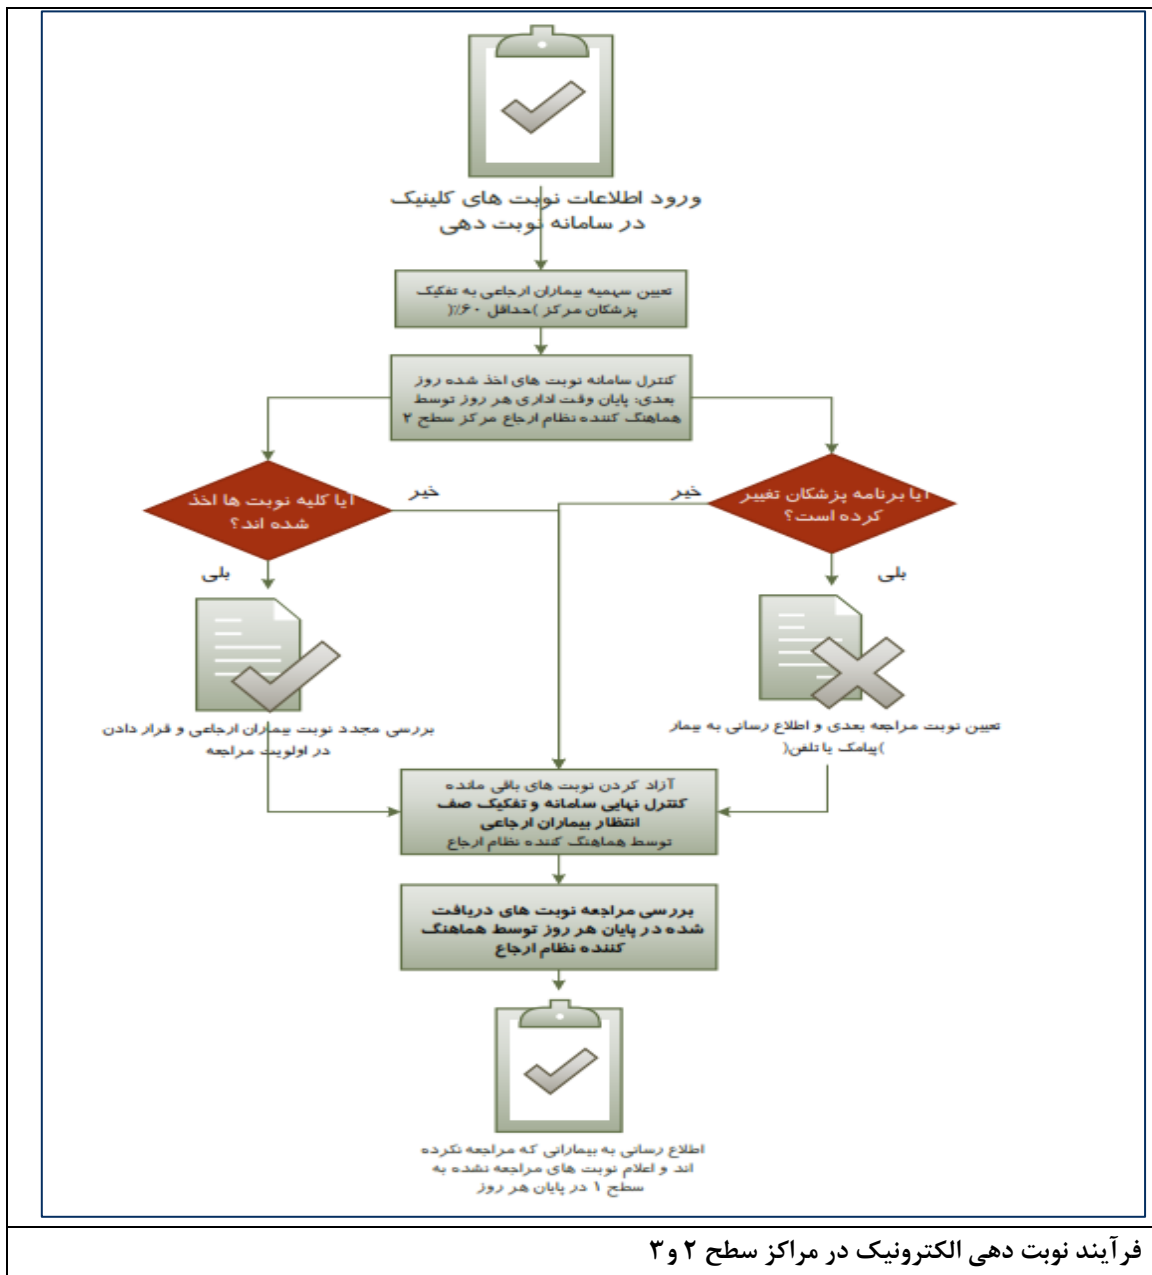 ورود اطلاعات نوبت های کلینیک
در سامانه نوبت دهی
تعیین سهمیه بیماران ارجاعی به تفکیک
پزشکان مرکز )حداقل ۶۰٪(
کنترل سامانه نوبت های اخذ شده روز
بعدی: پایان وقت اداری هر روز توسط
هماهنگ کننده نظام ارجاع مرکز سطح ۲
آیا برنامه پزشکان تغییر
کرده است؟
خیر
بلی
آیا کلیه نوبت ها اخذ
شده اند؟
خیر
بلی
تعیین نوبت مراجعه بعدی و اطلاع رسانی به بیمار
)پیامک یا تلفن(
بررسی مجدد نوبت بیماران ارجاعی و قرار دادن
در اولویت مراجعه
آزاد کردن نوبت های باقی مانده
کنترل نهایی سامانه و تفکیک صف
انتظار بیماران ارجاعی
توسط هماهنگ کننده نظام ارجاع
بررسی مراجعه نوبت های دریافت
شده در پایان هر روز توسط هماهنگ
کننده نظام ارجاع
اطلاع رسانی به بیمارانی که مراجعه نکرده
اند و اعلام نوبت های مراجعه نشده به
سطح ۱ در پایان هر روز
فرآیند نوبت دهی الکترونیک در مراکز سطح ۲ و۳